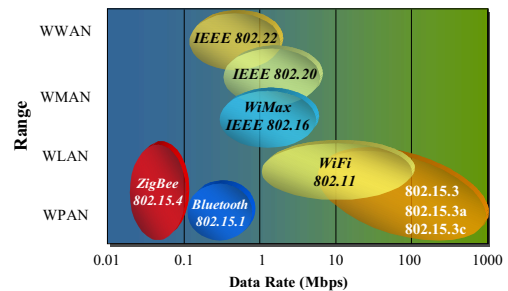 WWAN
IEEE 802.22
IEEE 802.20
WMAN
WiMax
IEEE 802.16
Range
WLAN
WiFi
802.11
ZigBee
802.15.4
Bluetooth
802.15.1
802.15.3
802.15.3a
802.15.3c
WPAN
0.01 0.1 1 10 100 1000
Data Rate (Mbps)